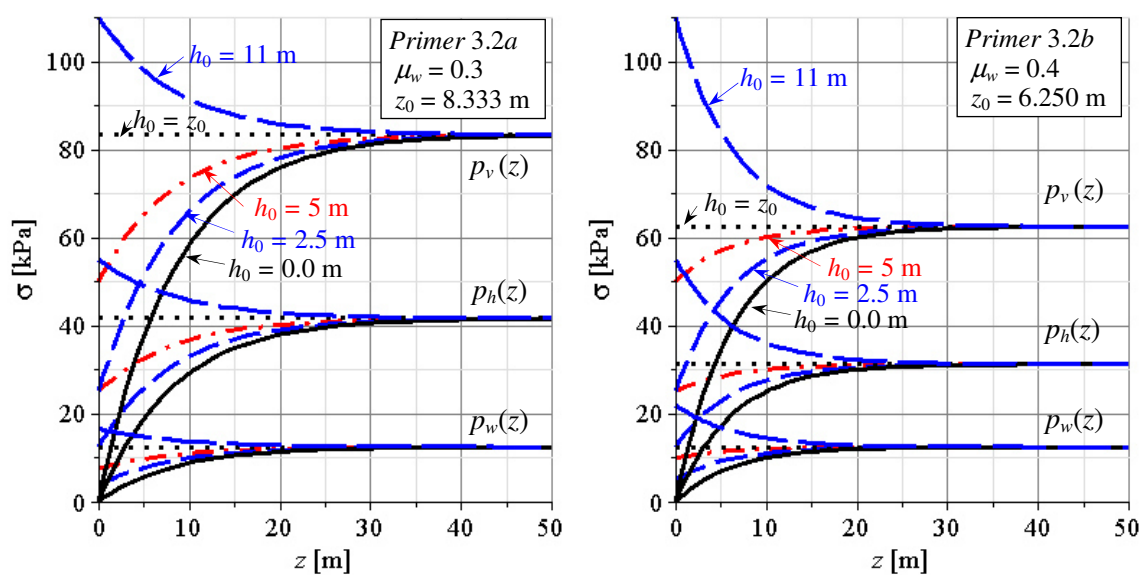 Primer 3.2a
μw = 0.3
z0 = 8.333 m
h0 = 11 m
h0 = z0
pv(z)
h0 = 5 m
h0 = 2.5 m
h0 = 0.0 m
ph(z)
pw(z)
σ [kPa]
100
80
60
40
20
0
0 10 20 30 40 50
z [m]
Primer 3.2b
μw = 0.4
z0 = 6.250 m
h0 = 11 m
pv(z)
h0 = z0
h0 = 5 m
h0 = 2.5 m
h0 = 0.0 m
ph(z)
pw(z)
σ [kPa]
100
80
60
40
20
0
0 10 20 30 40 50
z [m]